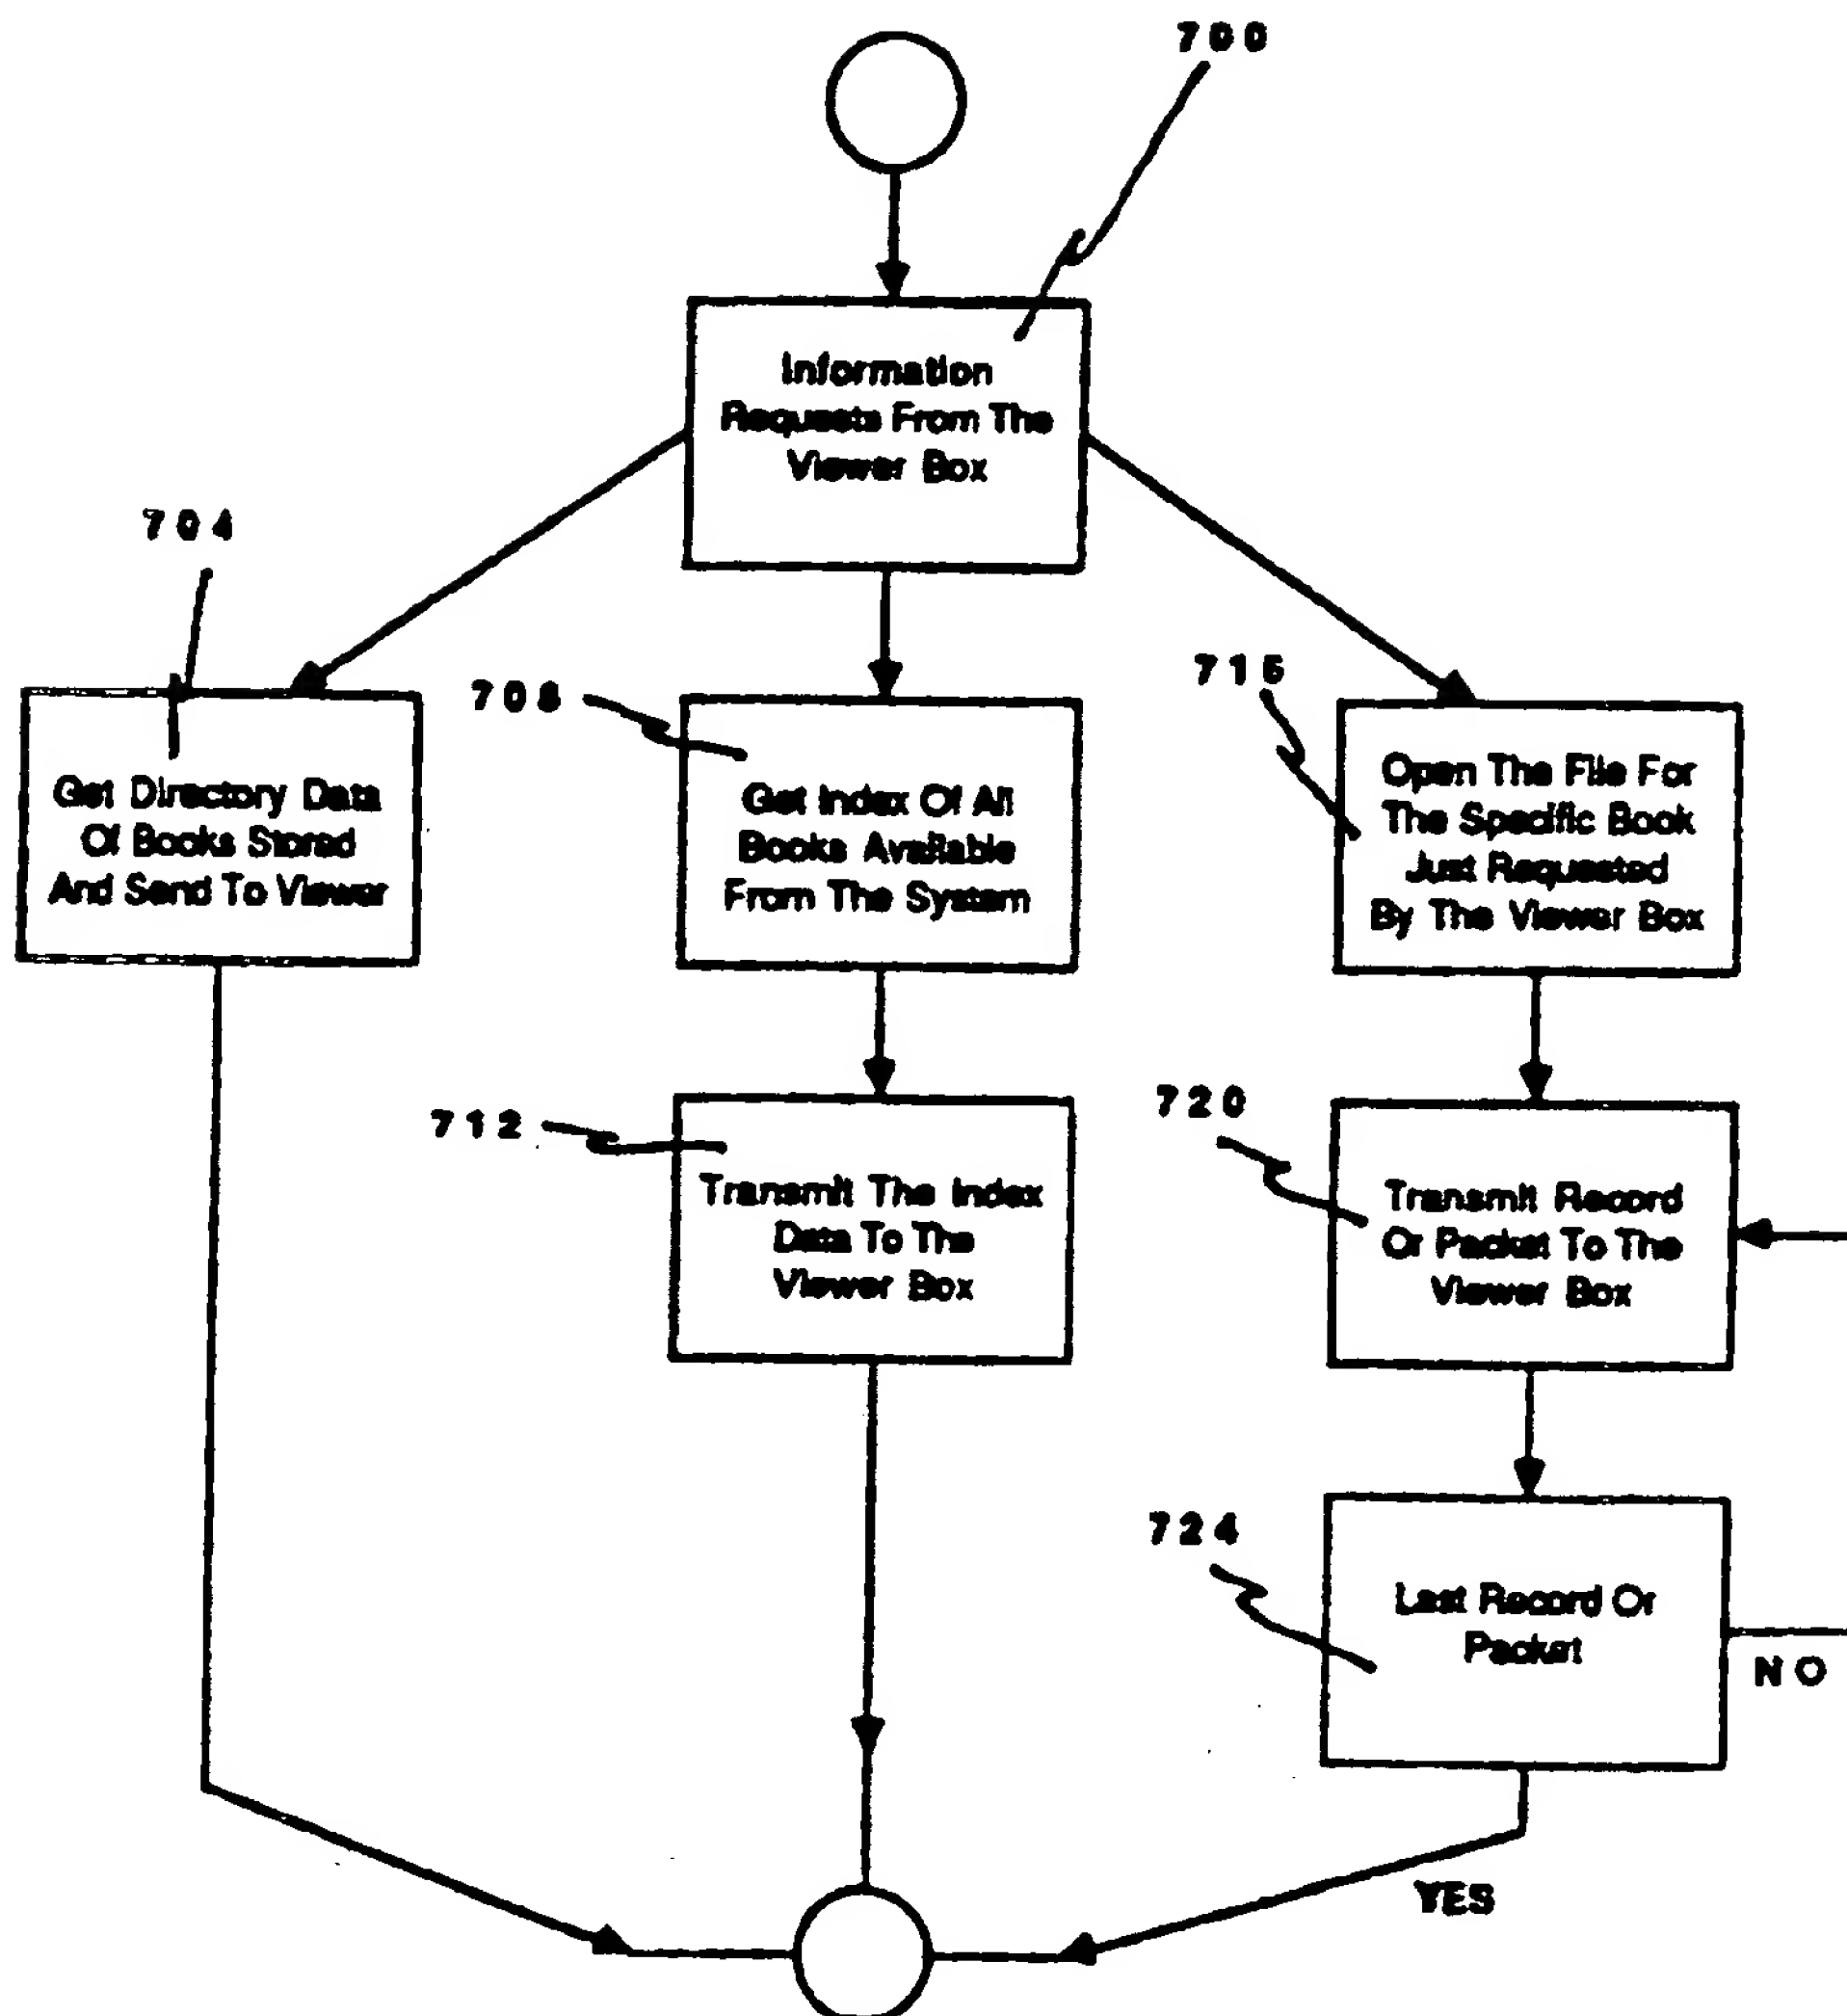 700
Information
Requests From The
Viewer Box
704
Get Directory Data
Of Books Stored
And Send To Viewer
708
Get Index Of All
Books Available
From The System
716
Open The File For
The Specific Book
Just Requested
By The Viewer Box
712
Transmit The Index
Data To The
Viewer Box
720
Transmit Record
Or Packet To The
Viewer Box
724
Last Record Or
Packet
NO
YES